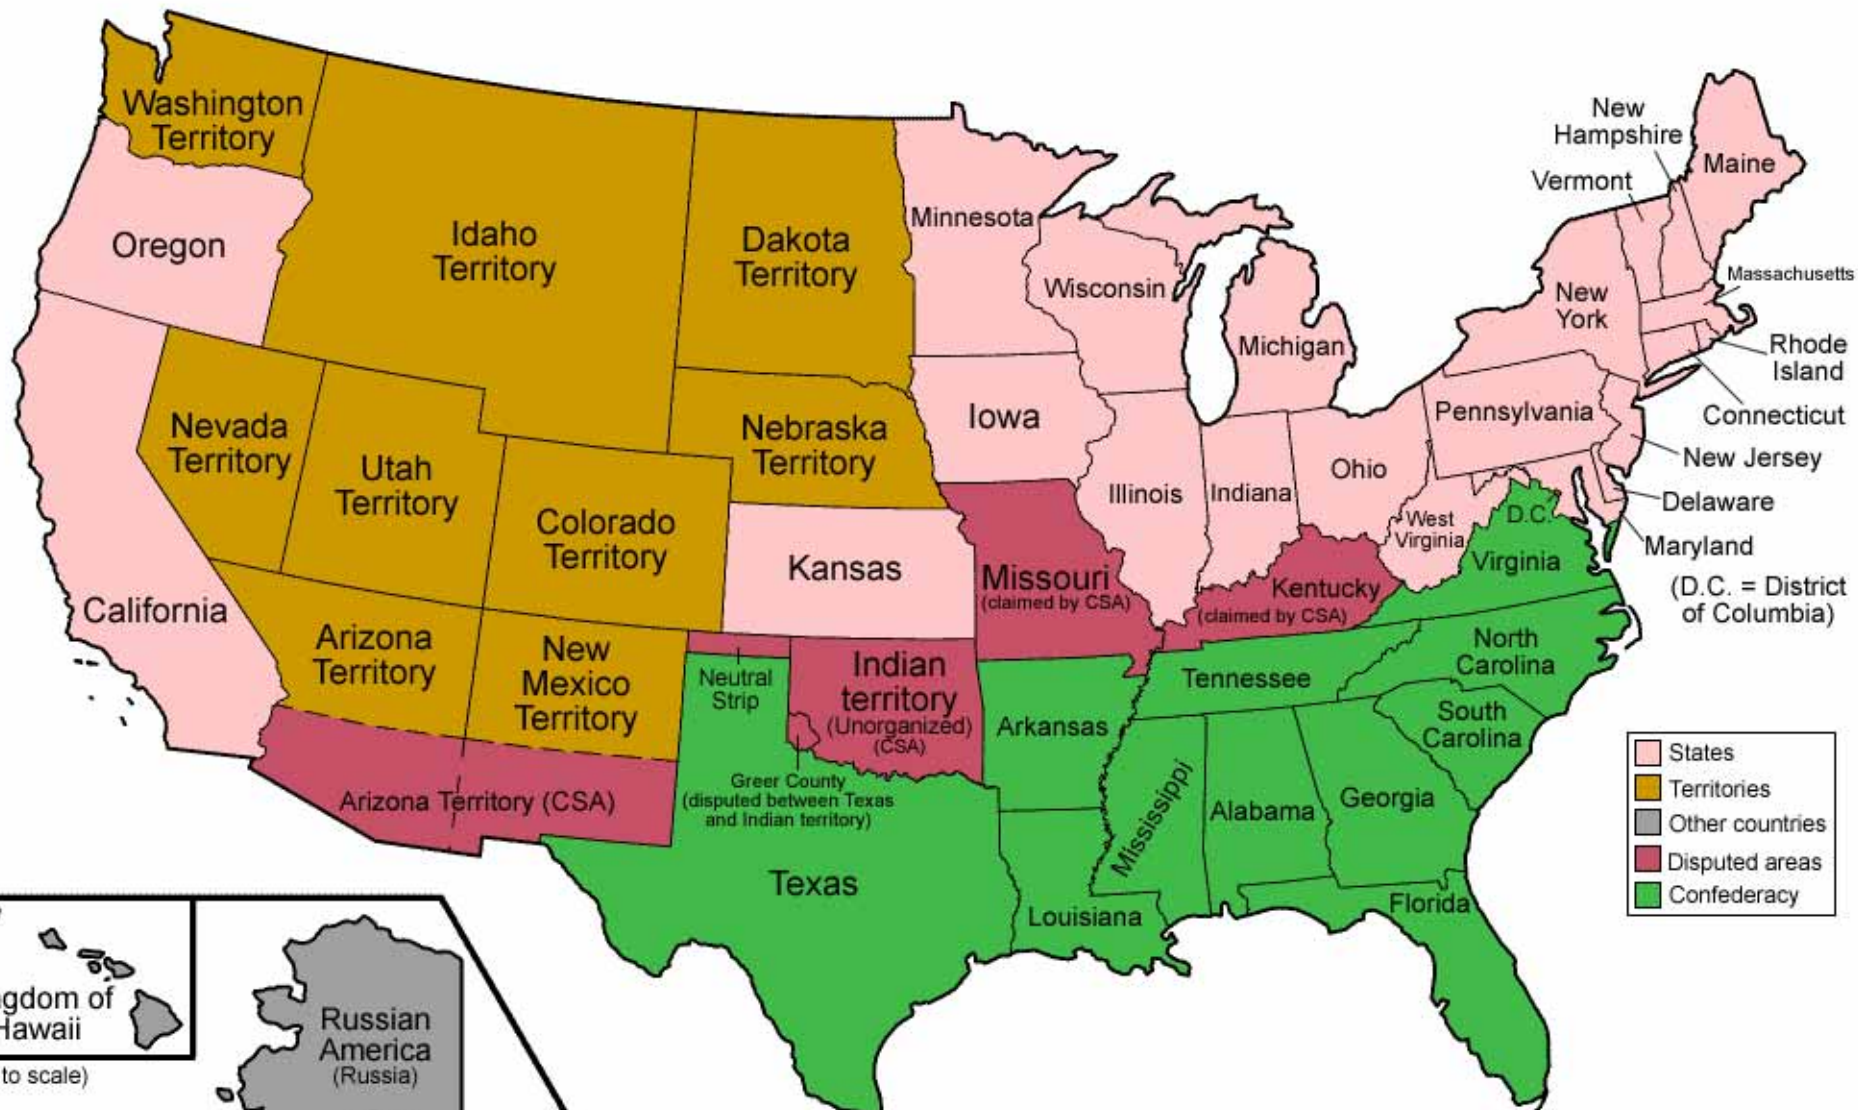 Washington
Territory
Oregon
Idaho
Territory
Dakota
Territory
Minnesota
Wisconsin
Michigan
New
Hampshire
Vermont
Maine
Massachusetts
New
York
Rhode
Island
Connecticut
Pennsylvania
New Jersey
Delaware
Maryland
(D.C. = District
of Columbia)
Nevada
Territory
Utah
Territory
Colorado
Territory
Nebraska
Territory
Iowa
Illinois
Indiana
Ohio
West
Virginia
D.C.
Virginia
California
Kansas
Missouri
(claimed by CSA)
Kentucky
(claimed by CSA)
Arizona
Territory
New
Mexico
Territory
Neutral
Strip
Indian
territory
(Unorganized)
(CSA)
Tennessee
North
Carolina
Arkansas
South
Carolina
Arizona Territory (CSA)
Greer County
(disputed between Texas
and Indian territory)
Mississippi
Alabama
Georgia
Texas
Louisiana
Florida
States
Territories
Other countries
Disputed areas
Confederacy
gdom of
Hawaii
to scale)
Russian
America
(Russia)